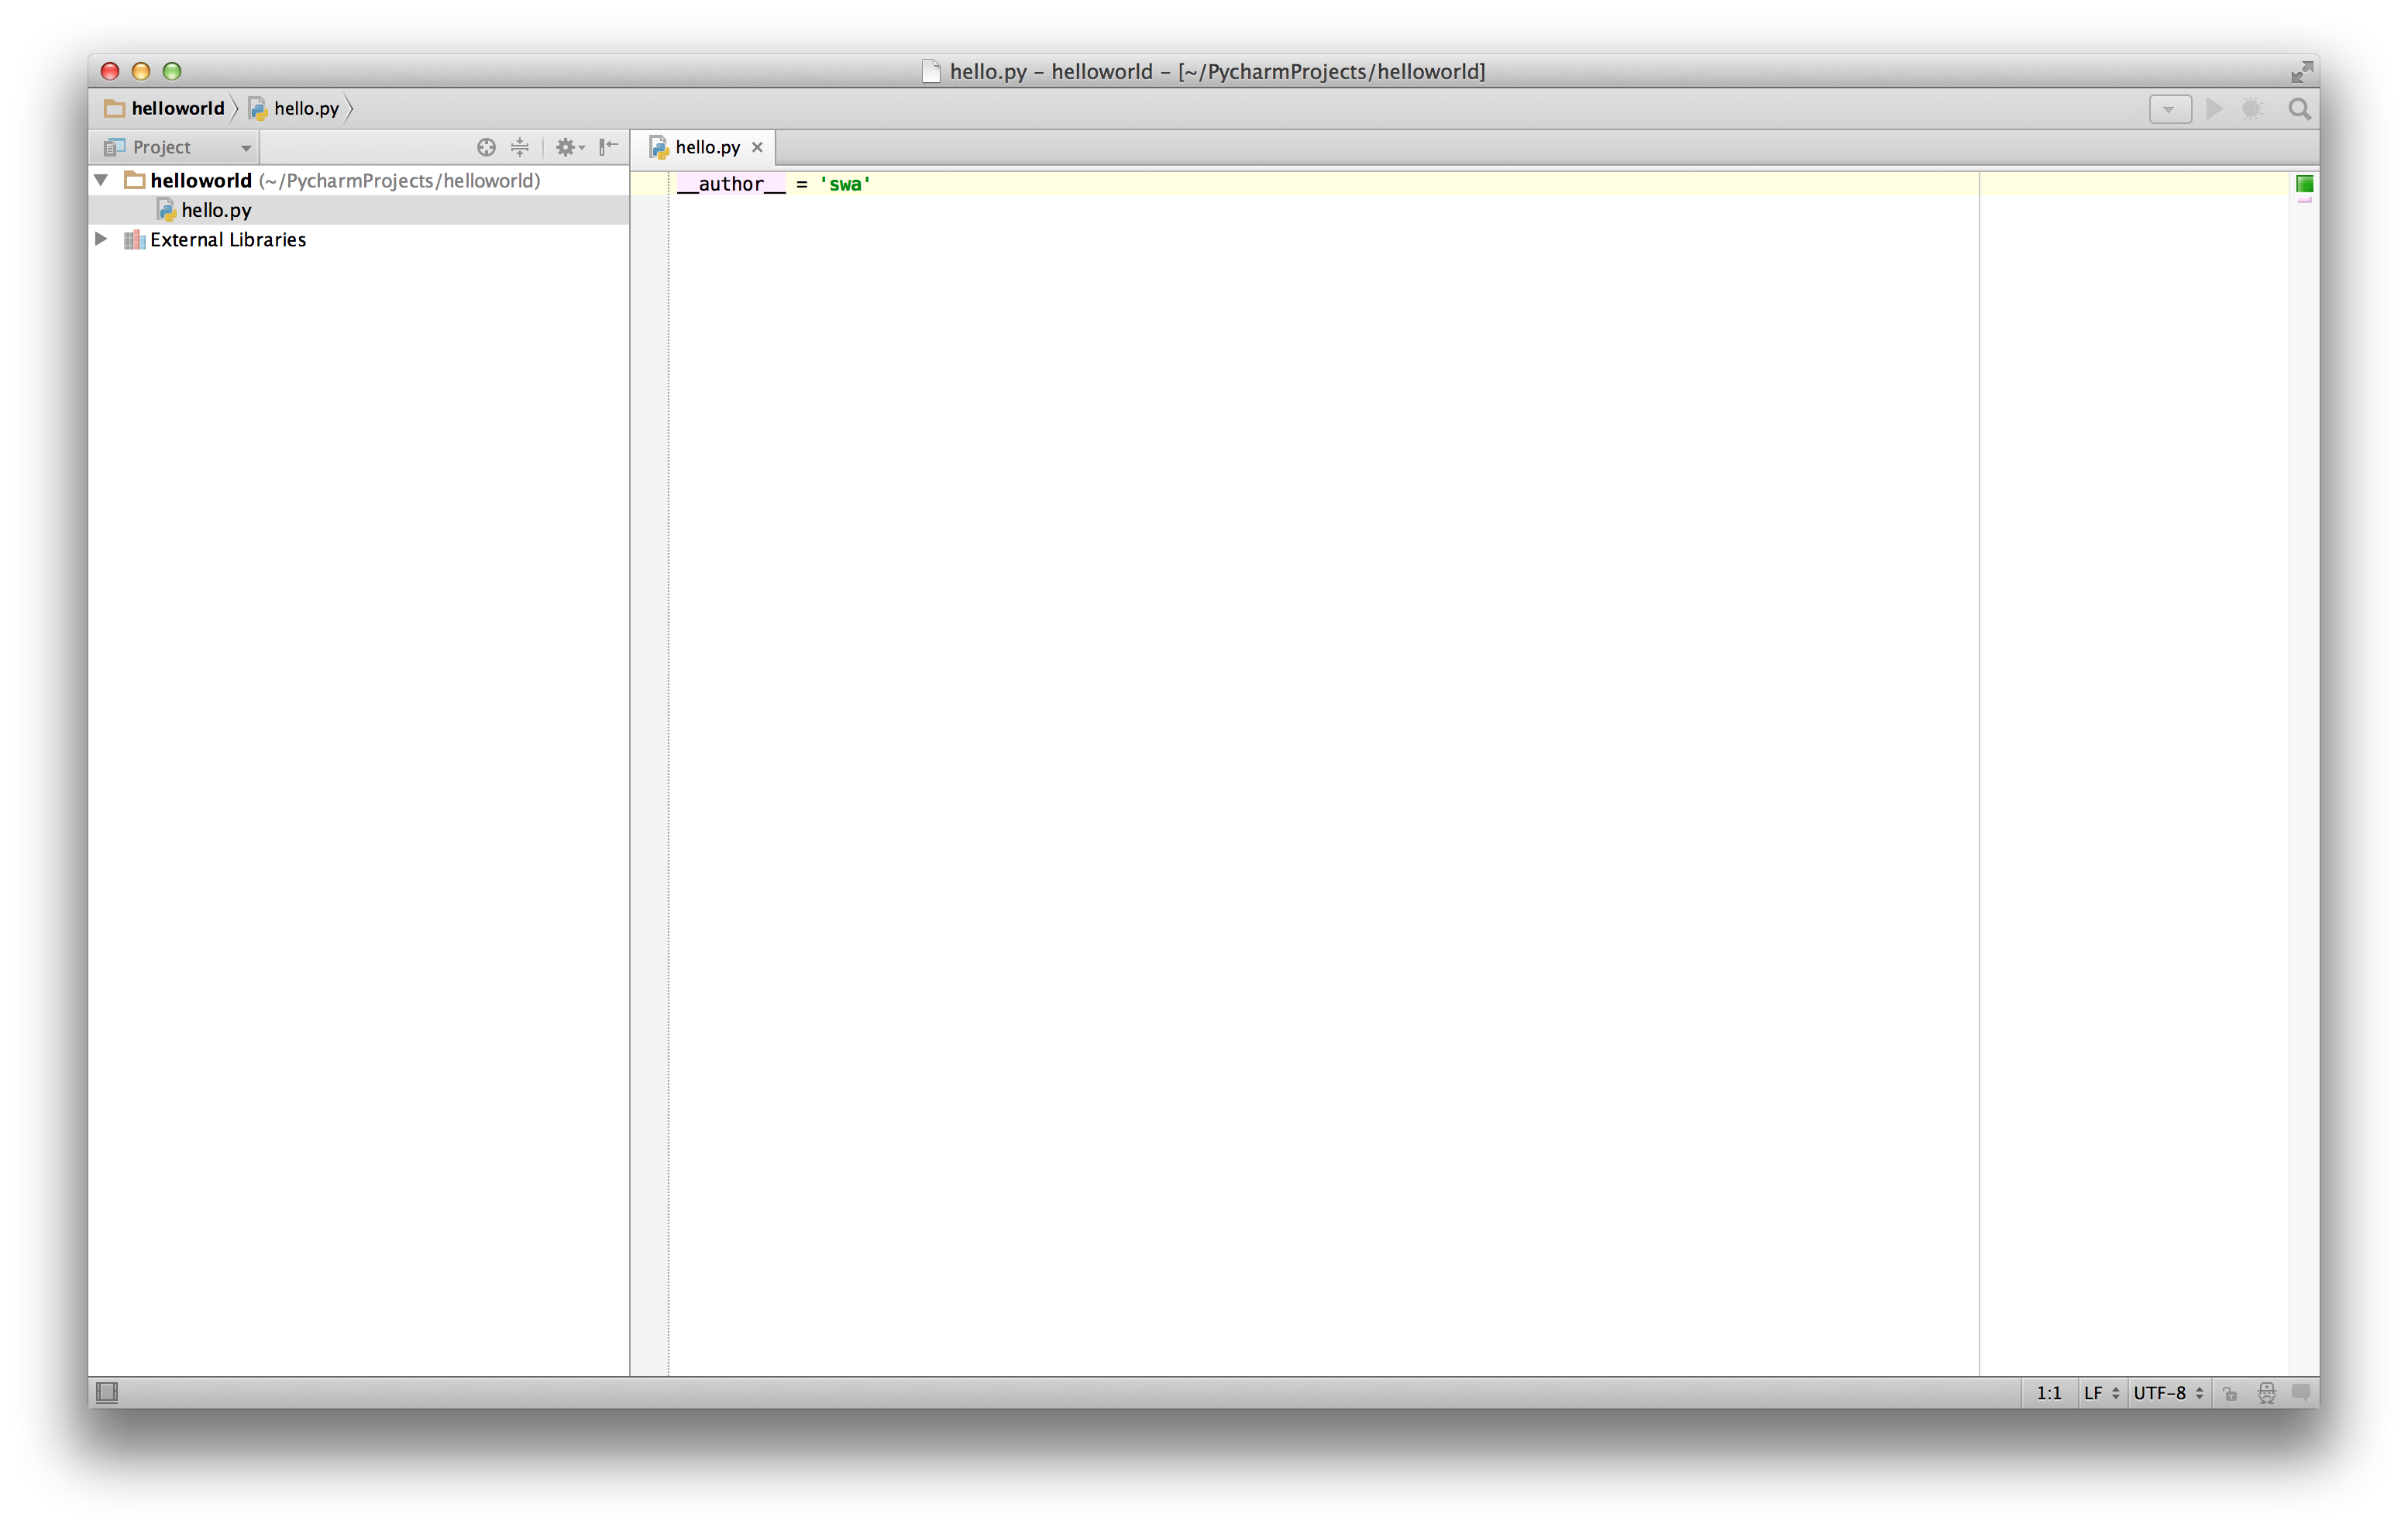 hello.py – helloworld – [~/PycharmProjects/helloworld]
helloworld hello.py
Project
hello.py
helloworld (~/PycharmProjects/helloworld)
hello.py
External Libraries
__author__ = 'swa'
1:1 LF UTF-8